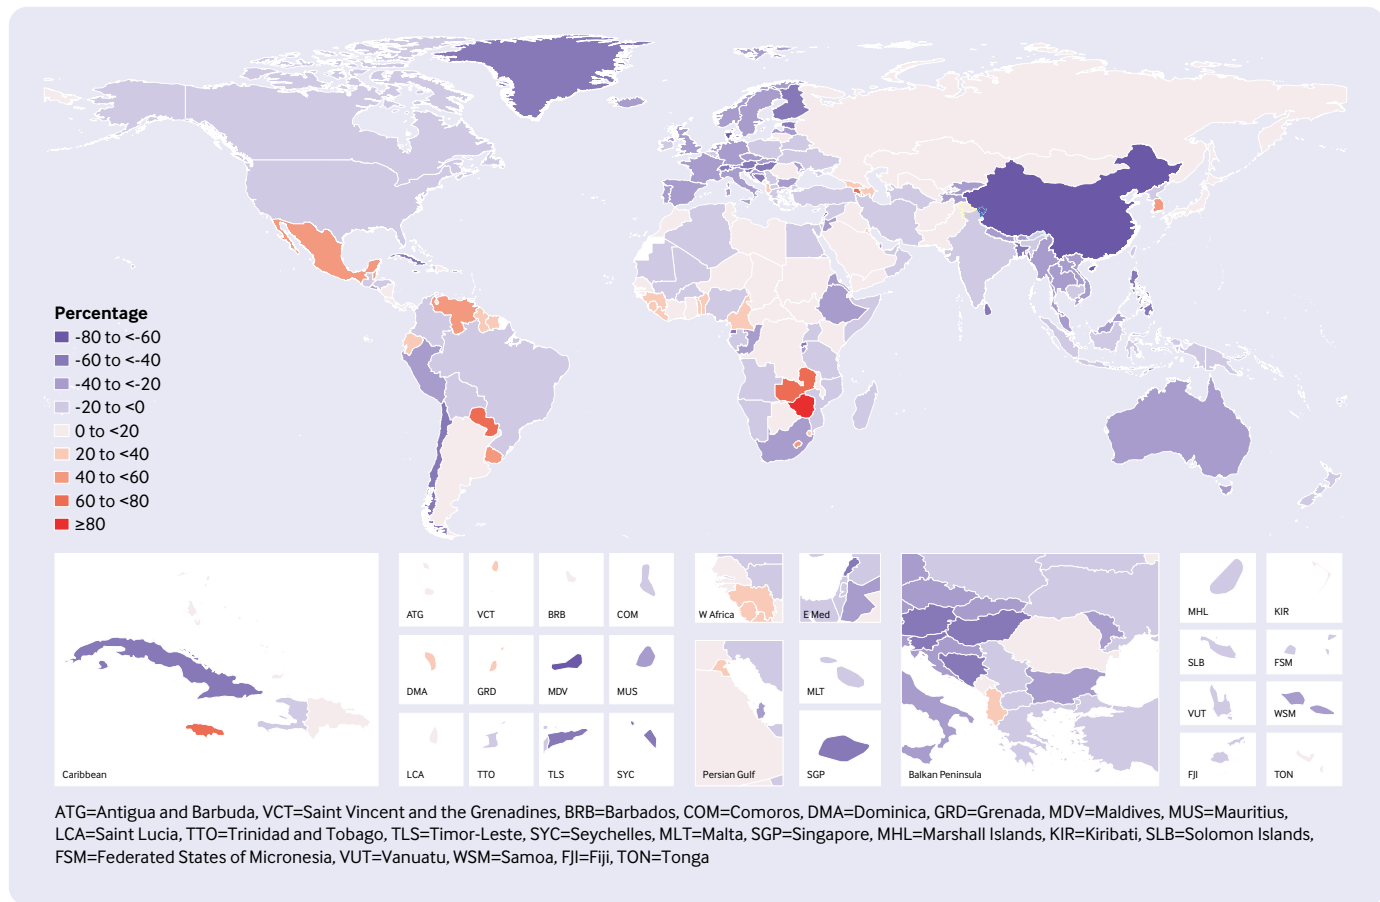 Percentage
-80 to <-60
-60 to <-40
-40 to <-20
-20 to <0
0 to <20
20 to <40
40 to <60
60 to <80
≥80
Caribbean
ATG
VCT
BRB
COM
DMA
GRD
MDV
MUS
LCA
TTO
TLS
SYC
W Africa
E Med
Persian Gulf
MLT
SGP
Balkan Peninsula
MHL
KIR
SLB
FSM
VUT
WSM
FJI
TON
ATG=Antigua and Barbuda, VCT=Saint Vincent and the Grenadines, BRB=Barbados, COM=Comoros, DMA=Dominica, GRD=Grenada, MDV=Maldives, MUS=Mauritius,
LCA=Saint Lucia, TTO=Trinidad and Tobago, TLS=Timor-Leste, SYC=Seychelles, MLT=Malta, SGP=Singapore, MHL=Marshall Islands, KIR=Kiribati, SLB=Solomon Islands,
FSM=Federated States of Micronesia, VUT=Vanuatu, WSM=Samoa, FJI=Fiji, TON=Tonga